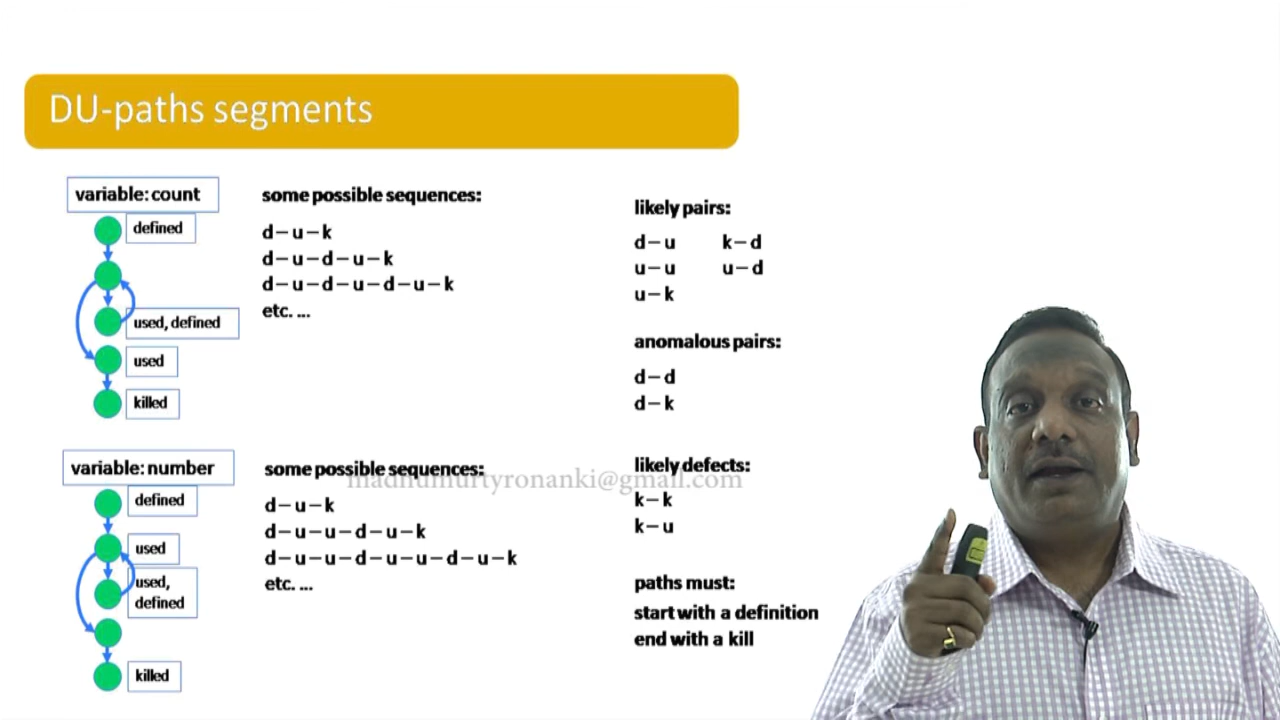 DU-paths segments
variable: count
defined
used, defined
used
killed
some possible sequences:
d – u – k
d – u – d – u – k
d – u – d – u – d – u – k
etc. ...
variable: number
defined
used
used,
defined
killed
some possible sequences:
d – u – k
d – u – u – d – u – k
d – u – u – d – u – u – d – u – k
etc. ...
likely pairs:
d – u k – d
u – u u – d
u – k
anomalous pairs:
d – d
d – k
likely defects:
k – k
k – u
paths must:
start with a definition
end with a kill
madhumurtyronanki@gmail.com